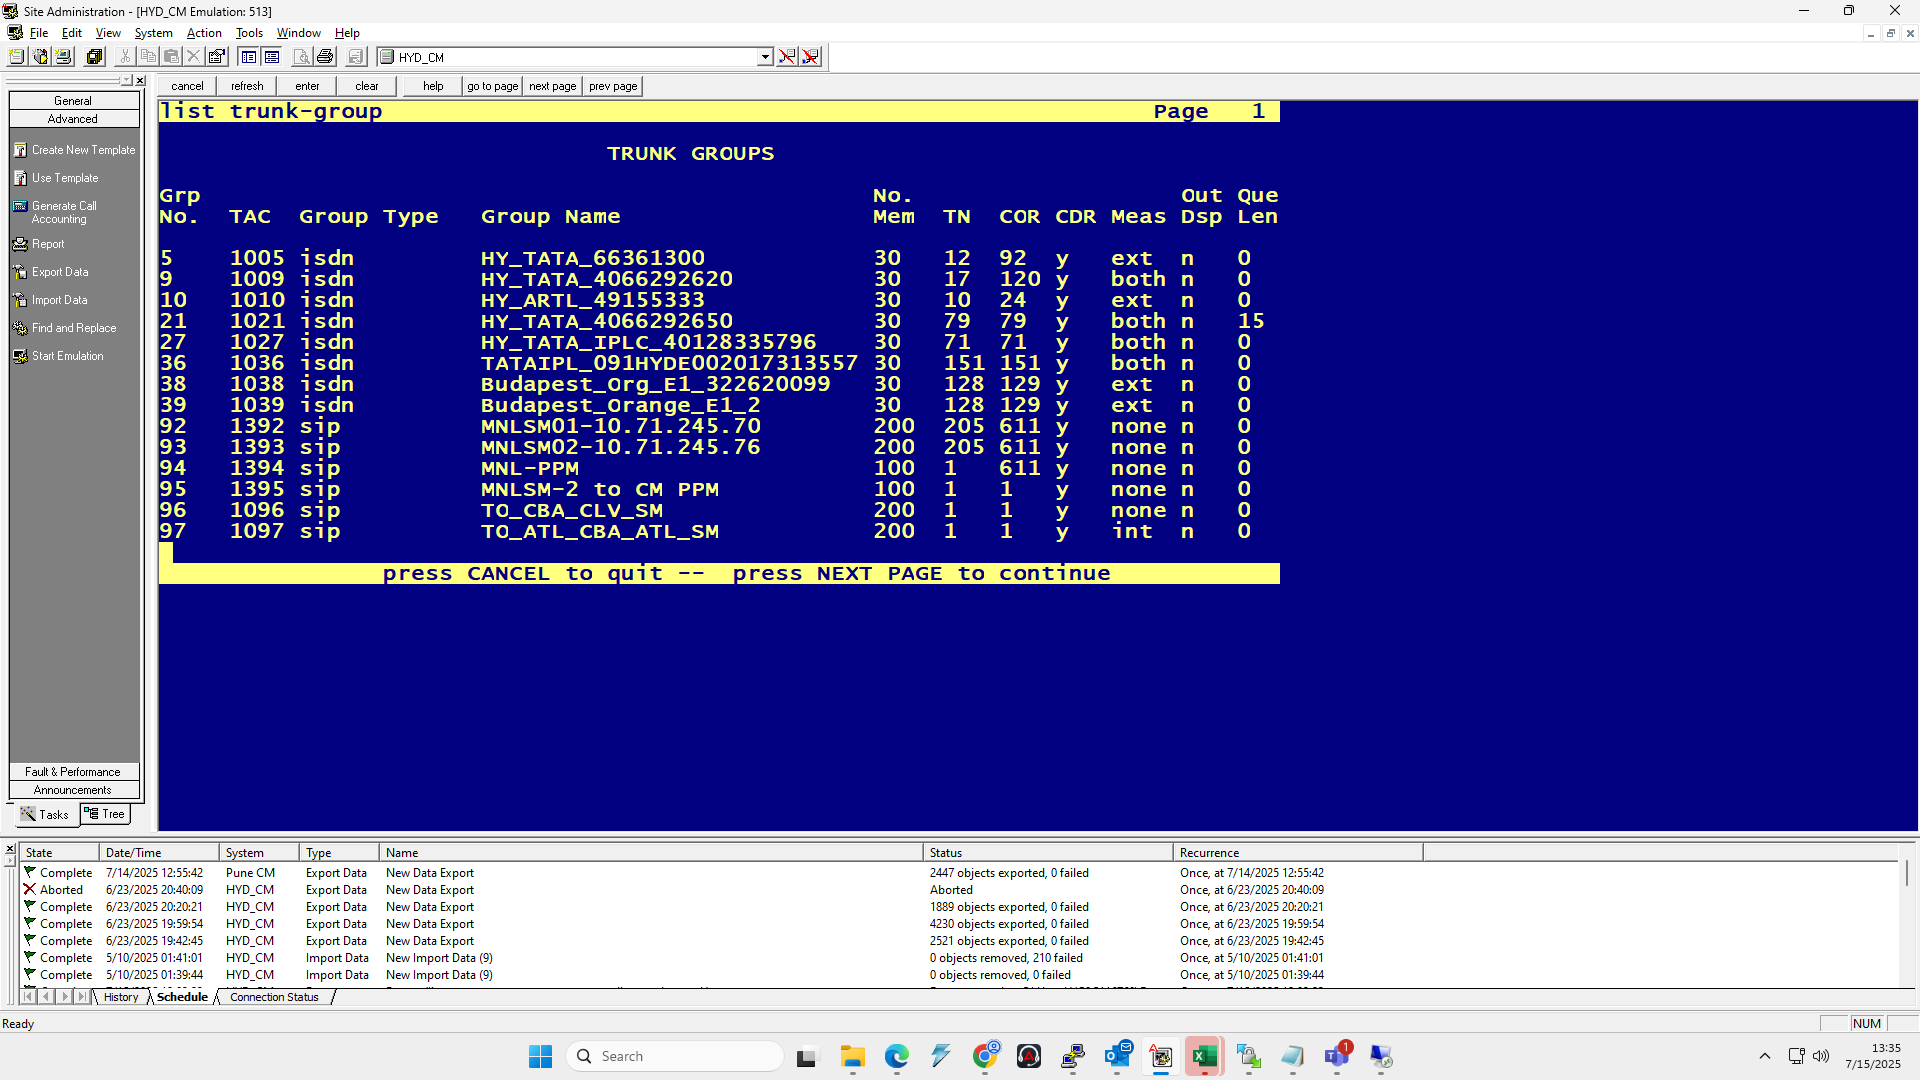 Site Administration - [HYD_CM Emulation: 513]
File Edit View System Action Tools Window Help
HYD_CM
General
Advanced
Create New Template
Use Template
Generate Call
Accounting
Report
Export Data
Import Data
Find and Replace
Start Emulation
Fault & Performance
Announcements
Tasks Tree
cancel refresh enter clear help go to page next page prev page
list trunk-group Page 1
TRUNK GROUPS
Grp No. Out Que
No. TAC Group Type Group Name Mem TN COR CDR Meas Dsp Len
5 1005 isdn HY_TATA_66361300 30 12 92 y ext n 0
9 1009 isdn HY_TATA_4066292620 30 17 120 y both n 0
10 1010 isdn HY_ARTL_49155333 30 10 24 y ext n 0
21 1021 isdn HY_TATA_4066292650 30 79 79 y both n 15
27 1027 isdn HY_TATA_IPLC_40128335796 30 71 71 y both n 0
36 1036 isdn TATAIPL_091HYDE002017313557 30 151 151 y both n 0
38 1038 isdn Budapest_Org_E1_322620099 30 128 129 y ext n 0
39 1039 isdn Budapest_Orange_E1_2 30 128 129 y ext n 0
92 1392 sip MNLSM01-10.71.245.70 200 205 611 y none n 0
93 1393 sip MNLSM02-10.71.245.76 200 205 611 y none n 0
94 1394 sip MNL-PPM 100 1 611 y none n 0
95 1395 sip MNLSM-2 to CM PPM 100 1 1 y none n 0
96 1096 sip TO_CBA_CLV_SM 200 1 1 y none n 0
97 1097 sip TO_ATL_CBA_ATL_SM 200 1 1 y int n 0
press CANCEL to quit -- press NEXT PAGE to continue
State Date/Time System Type Name Status Recurrence
Complete 7/14/2025 12:55:42 Pune CM Export Data New Data Export 2447 objects exported, 0 failed Once, at 7/14/2025 12:55:42
Aborted 6/23/2025 20:40:09 HYD_CM Export Data New Data Export Aborted Once, at 6/23/2025 20:40:09
Complete 6/23/2025 20:20:21 HYD_CM Export Data New Data Export 1889 objects exported, 0 failed Once, at 6/23/2025 20:20:21
Complete 6/23/2025 19:59:54 HYD_CM Export Data New Data Export 4230 objects exported, 0 failed Once, at 6/23/2025 19:59:54
Complete 6/23/2025 19:42:45 HYD_CM Export Data New Data Export 2521 objects exported, 0 failed Once, at 6/23/2025 19:42:45
Complete 5/10/2025 01:41:01 HYD_CM Import Data New Import Data (9) 0 objects removed, 210 failed Once, at 5/10/2025 01:41:01
Complete 5/10/2025 01:39:44 HYD_CM Import Data New Import Data (9) 0 objects removed, 0 failed Once, at 5/10/2025 01:39:44
History Schedule Connection Status
Ready NUM
Search
1
13:35
7/15/2025